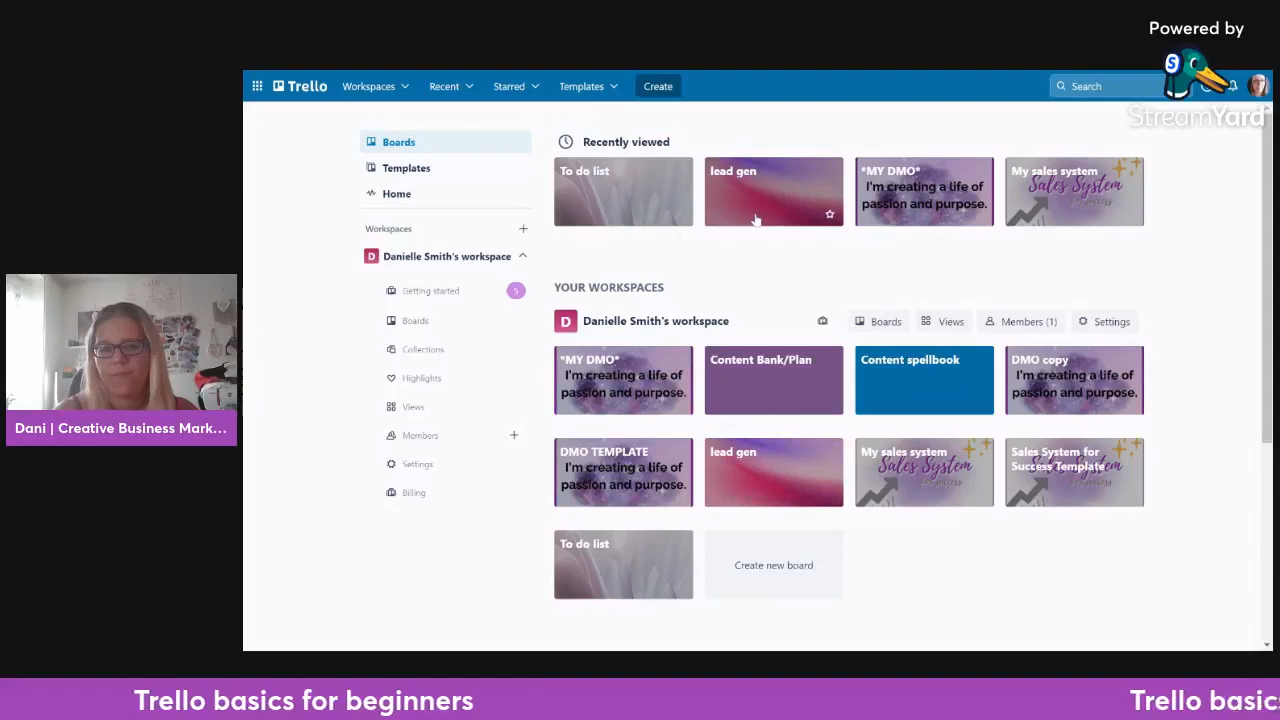 Powered by
StreamYard
Trello
Workspaces
Recent
Starred
Templates
Create
Search
Boards
Templates
Home
Workspaces
Danielle Smith's workspace
Getting started
5
Boards
Collections
Highlights
Views
Members
Settings
Billing
Recently viewed
To do list
lead gen
*MY DMO*
I'm creating a life of
passion and purpose.
My sales system
Sales System
YOUR WORKSPACES
D
Danielle Smith's workspace
Boards
Views
Members (1)
Settings
*MY DMO*
I'm creating a life of
passion and purpose.
Content Bank/Plan
Content spellbook
DMO copy
I'm creating a life of
passion and purpose.
DMO TEMPLATE
I'm creating a life of
passion and purpose.
lead gen
My sales system
Sales System
Sales System for
Success Template
To do list
Create new board
Dani | Creative Business Mark...
Trello basics for beginners
Trello basic